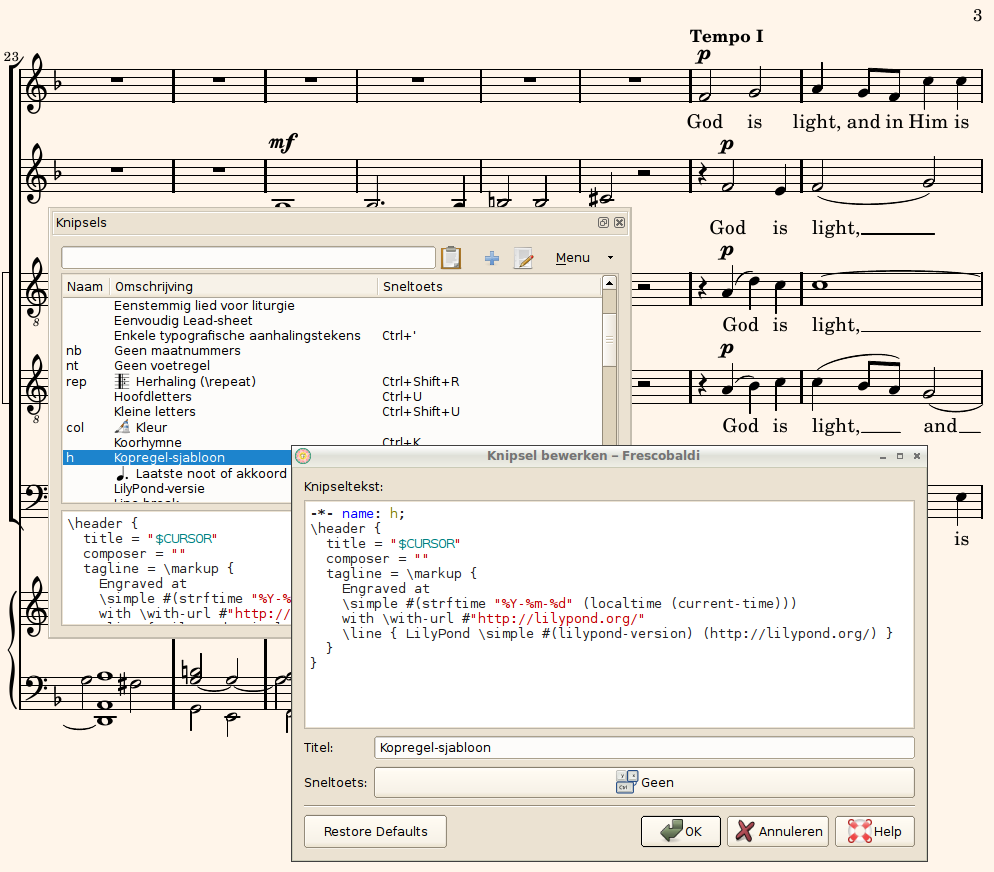 3
Tempo I
23
p
God is light, and in Him is
mf
p
God is light,
p
8
God is light,
p
8
God is light, and
is
Knipsels
Menu
Naam Omschrijving Sneltoets
Eenstemmig lied voor liturgie
Eenvoudig Lead-sheet
Enkele typografische aanhalingstekens Ctrl+'
nb Geen maatnummers
nt Geen voetregel
rep Herhaling (\repeat) Ctrl+Shift+R
Hoofdletters Ctrl+U
Kleine letters Ctrl+Shift+U
col Kleur
Koorhymne Ctrl+K
h Kopregel-sjabloon
Laatste noot of akkoord
LilyPond-versie
\header {
title = "$CURSOR"
composer = ""
tagline = \markup {
Engraved at
\simple #(strftime "%Y-%
with \with-url #"http://
Knipsel bewerken – Frescobaldi
Knipseltekst:
-*- name: h;
\header {
title = "$CURSOR"
composer = ""
tagline = \markup {
Engraved at
\simple #(strftime "%Y-%m-%d" (localtime (current-time)))
with \with-url #"http://lilypond.org/"
\line { LilyPond \simple #(lilypond-version) (http://lilypond.org/) }
}
}
Titel: Kopregel-sjabloon
Sneltoets: Geen
Restore Defaults OK Annuleren Help